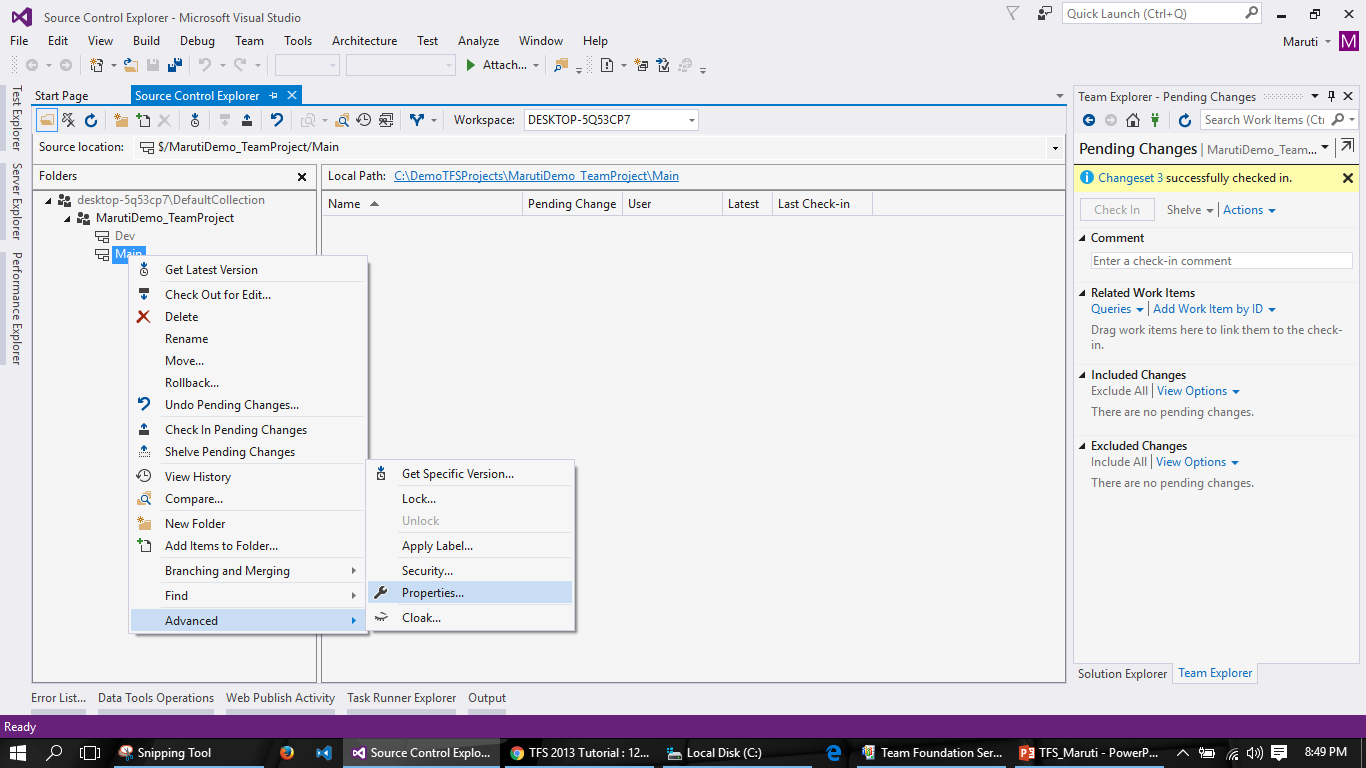 Source Control Explorer - Microsoft Visual Studio
Quick Launch (Ctrl+Q)
File Edit View Build Debug Team Tools Architecture Test Analyze Window Help
Maruti M
Attach...
Test Explorer
Server Explorer
Performance Explorer
Start Page
Source Control Explorer
Workspace: DESKTOP-5Q53CP7
Source location: $/MarutiDemo_TeamProject/Main
Folders
desktop-5q53cp7\DefaultCollection
MarutiDemo_TeamProject
Dev
Main
Local Path: C:\DemoTFSProjects\MarutiDemo_TeamProject\Main
Name Pending Change User Latest Last Check-in
Get Latest Version
Check Out for Edit...
Delete
Rename
Move...
Rollback...
Undo Pending Changes...
Check In Pending Changes
Shelve Pending Changes
View History
Compare...
New Folder
Add Items to Folder...
Branching and Merging
Find
Advanced
Get Specific Version...
Lock...
Unlock
Apply Label...
Security...
Properties...
Cloak...
Team Explorer - Pending Changes
Search Work Items (Ctr
Pending Changes | MarutiDemo_Team...
Changeset 3 successfully checked in.
Check In Shelve Actions
Comment
Enter a check-in comment
Related Work Items
Queries | Add Work Item by ID
Drag work items here to link them to the check-
in.
Included Changes
Exclude All | View Options
There are no pending changes.
Excluded Changes
Include All | View Options
There are no pending changes.
Solution Explorer Team Explorer
Error List... Data Tools Operations Web Publish Activity Task Runner Explorer Output
Ready
Snipping Tool
Source Control Explo...
TFS 2013 Tutorial : 12...
Local Disk (C:)
Team Foundation Ser...
TFS_Maruti - PowerP...
8:49 PM